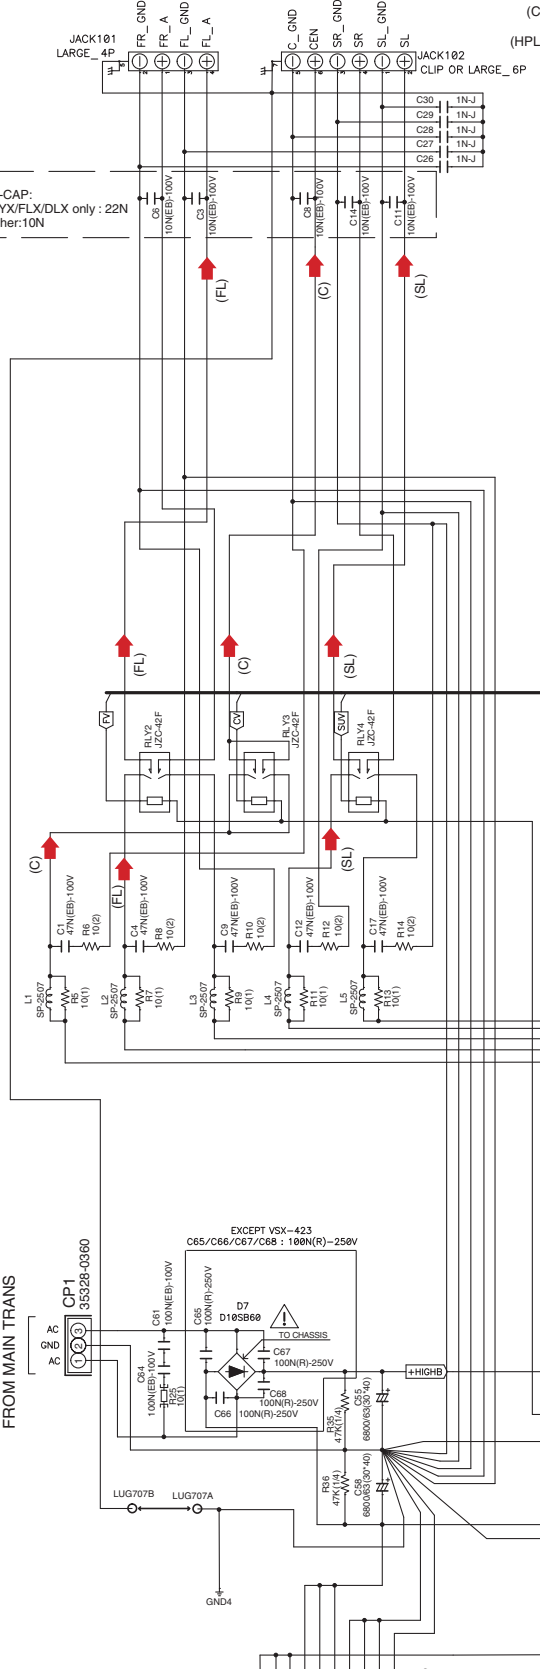 (C
(HPL
FR_GND
FR_A
FL_GND
FL_A
C_GND
CEN
SR_GND
SR
SL_GND
SL
JACK101
LARGE_4P
5
2
1
3
4
JACK102
CLIP OR LARGE_6P
C30 1N-J
C29 1N-J
C28 1N-J
C27 1N-J
C26 1N-J
-CAP:
YX/FLX/DLX only : 22N
ther:10N
C6
10N(EB)-100V
C3
10N(EB)-100V
C8
10N(EB)-100V
C14
10N(EB)-100V
C11
10N(EB)-100V
(FL)
(C)
(SL)
(FL)
(C)
(SL)
FV
CV
SUV
RLY2
JZC-42F
RLY3
JZC-42F
RLY4
JZC-42F
(C)
(FL)
(SL)
C1
47N(EB)-100V
R6
10(2)
C4
47N(EB)-100V
R8
10(2)
C9
47N(EB)-100V
R10
10(2)
C12
47N(EB)-100V
R12
10(2)
C17
47N(EB)-100V
R14
10(2)
L1
SP-2507
R5
10(1)
L2
SP-2507
R7
10(1)
L3
SP-2507
R9
10(1)
L4
SP-2507
R11
10(1)
L5
SP-2507
R13
10(1)
EXCEPT VSX-423
C65/C66/C67/C68 : 100N(R)-250V
FROM MAIN TRANS
CP1
35328-0360
AC 3
GND 2
AC 1
C61
100N(EB)-100V
C64
100N(EB)-100V
R25
10(1)
C65
100N(R)-250V
D7
D10SB60
TO CHASSIS
C67
100N(R)-250V
C68
100N(R)-250V
C66 100N(R)-250V
+HIGHB
R35
47K(1/4)
C55
6800/63(30*40)
R36
47K(1/4)
C58
6800/63(30*40)
LUG707B
LUG707A
GND4